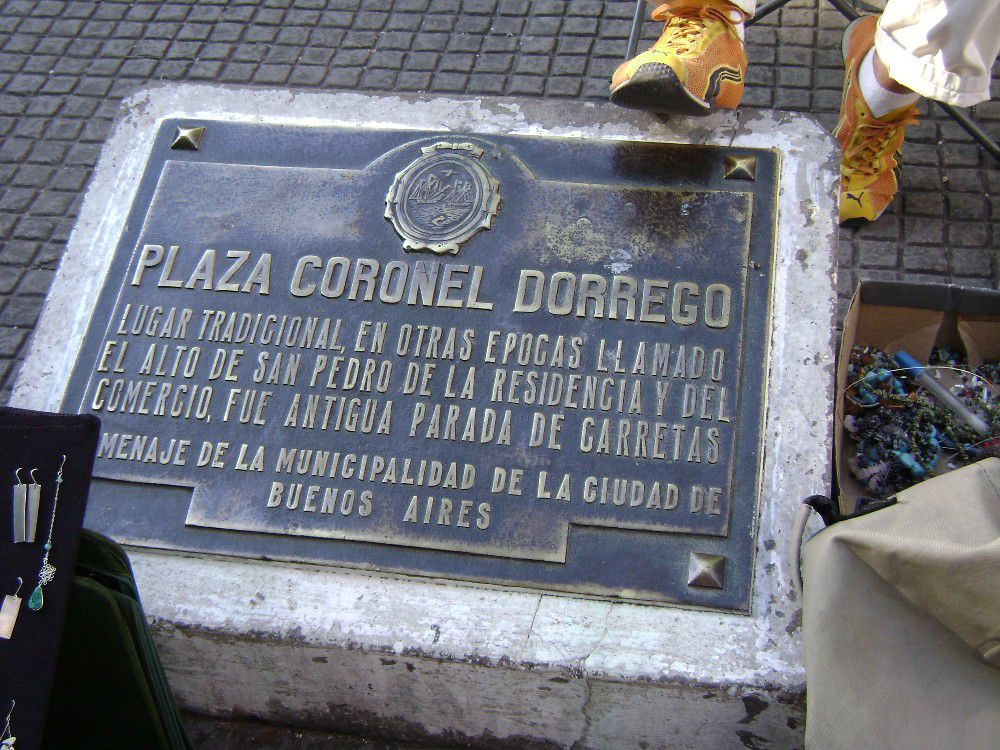 PLAZA CORONEL DORREGO
LUGAR TRADICIONAL, EN OTRAS EPOCAS LLAMADO
EL ALTO DE SAN PEDRO DE LA RESIDENCIA Y DEL
COMERCIO, FUE ANTIGUA PARADA DE CARRETAS
MENAJE DE LA MUNICIPALIDAD DE LA CIUDAD DE
BUENOS AIRES